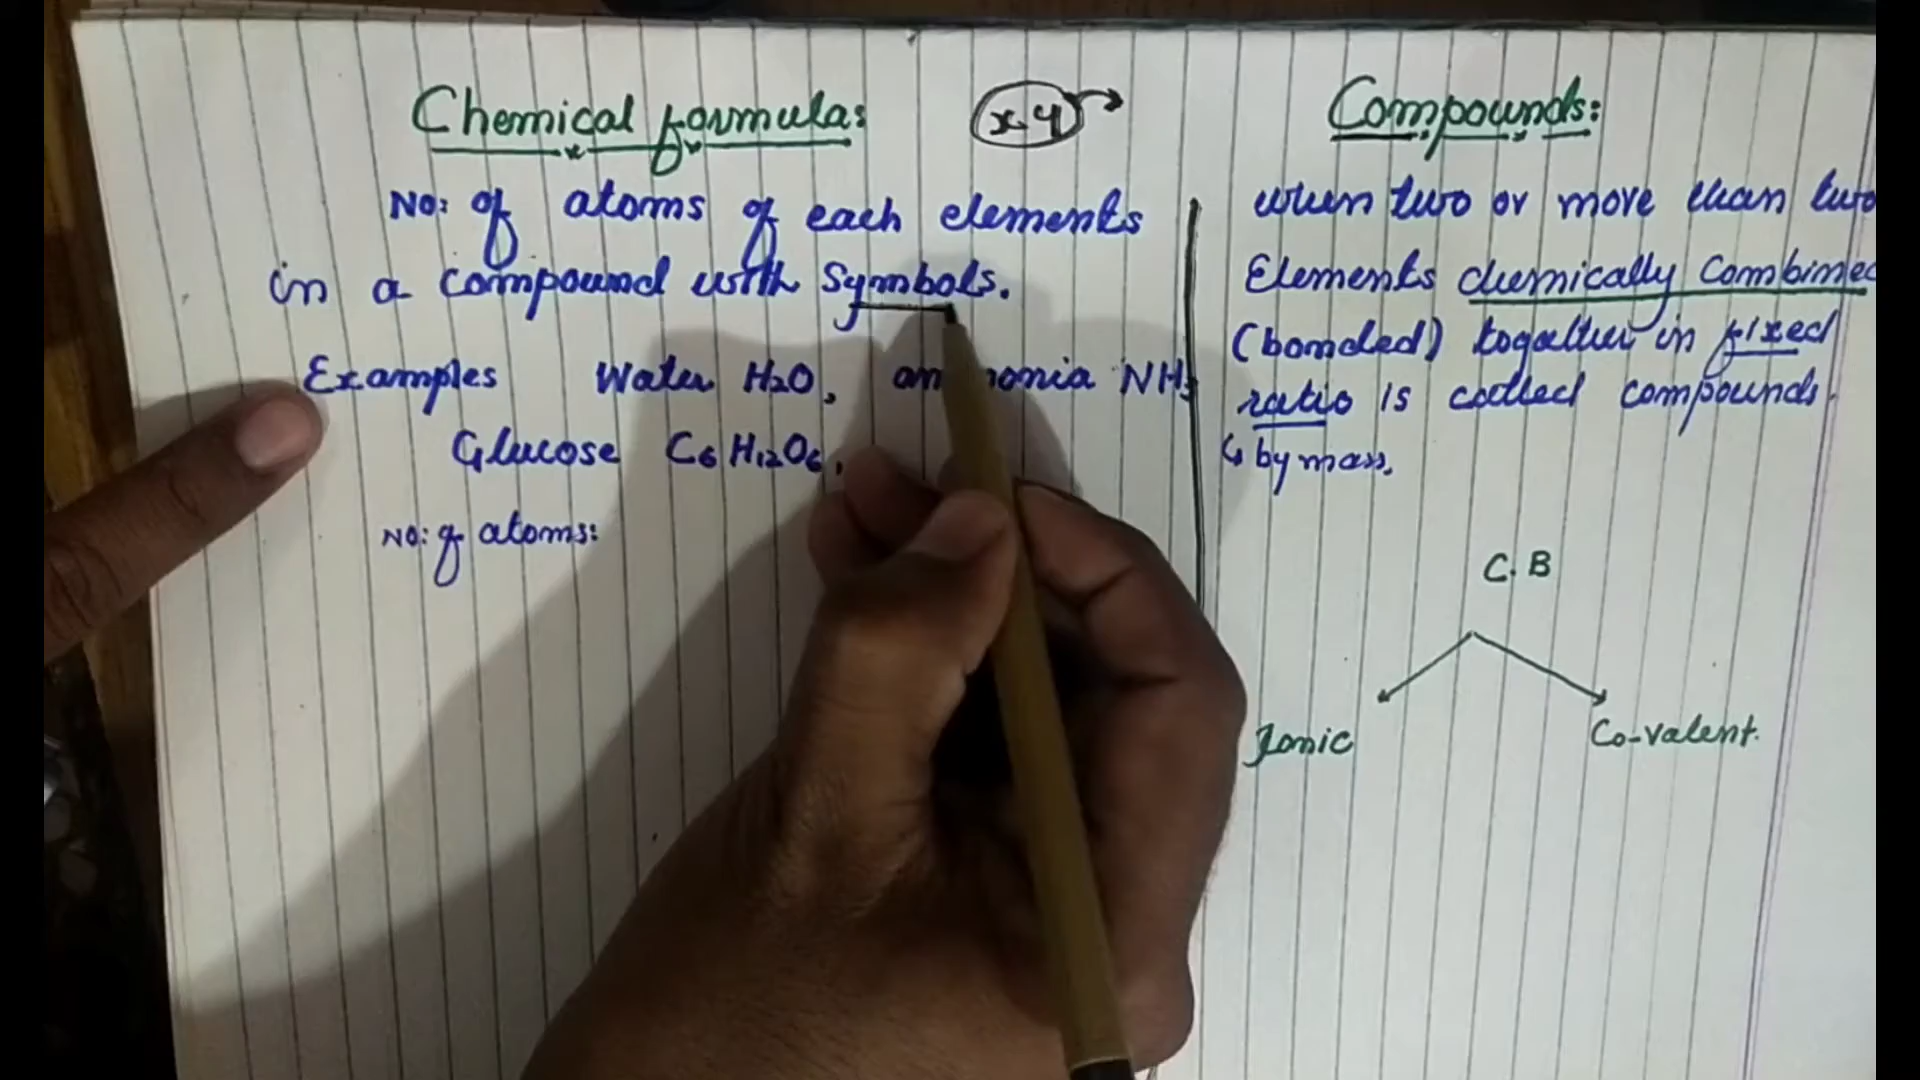 Chemical formula:
x-9
No: of atoms of each elements
in a compound with Symbols.
Examples Water H₂O, ammonia NH₃
Glucose C₆H₁₂O₆,
No: of atoms:
Compounds:
when two or more than two
Elements chemically Combined
(bonded) together in fixed
ratio is called compounds.
↳ by mass.
C.B
Ionic
Co-valent.